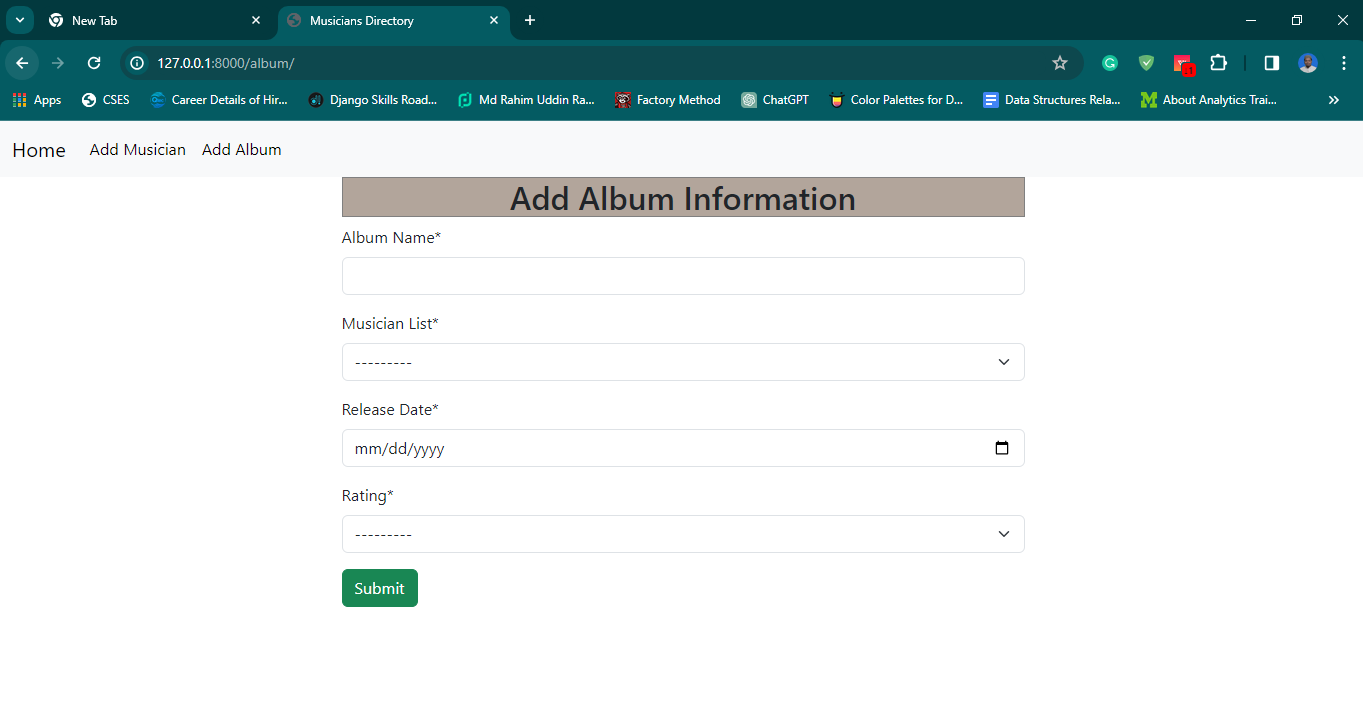 New Tab
Musicians Directory
127.0.0.1:8000/album/
Apps CSES Career Details of Hir... Django Skills Road... Md Rahim Uddin Ra... Factory Method ChatGPT Color Palettes for D... Data Structures Rela... About Analytics Trai...
Home Add Musician Add Album
Add Album Information
Album Name*
Musician List*
---------
Release Date*
mm/dd/yyyy
Rating*
---------
Submit